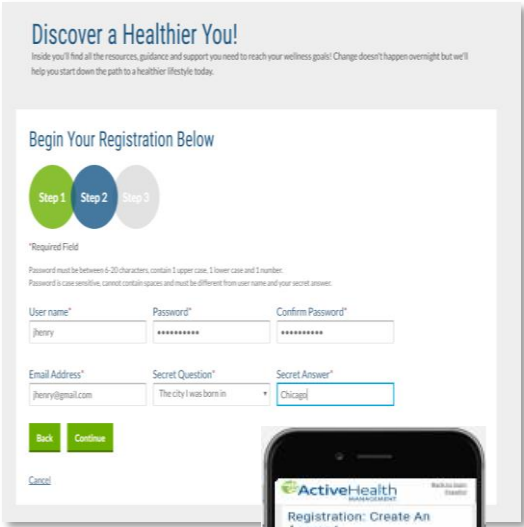 Discover a Healthier You!
Inside you'll find all the resources, guidance and support you need to reach your wellness goals! Change doesn't happen overnight but we'll
help you start down the path to a healthier lifestyle today.
Begin Your Registration Below
Step 1 Step 2 Step 3
*Required Field
Password must be between 6-20 characters, contain 1 upper case, 1 lower case and 1 number.
Password is case sensitive, cannot contain spaces and must be different from user name and your secret answer.
User name* Password* Confirm Password*
jhenry •••••••••• ••••••••••
Email Address* Secret Question* Secret Answer*
jhenry@gmail.com The city I was born in Chicago
Back Continue
Cancel
ActiveHealth
MANAGEMENT
Back to login
Registration: Create An